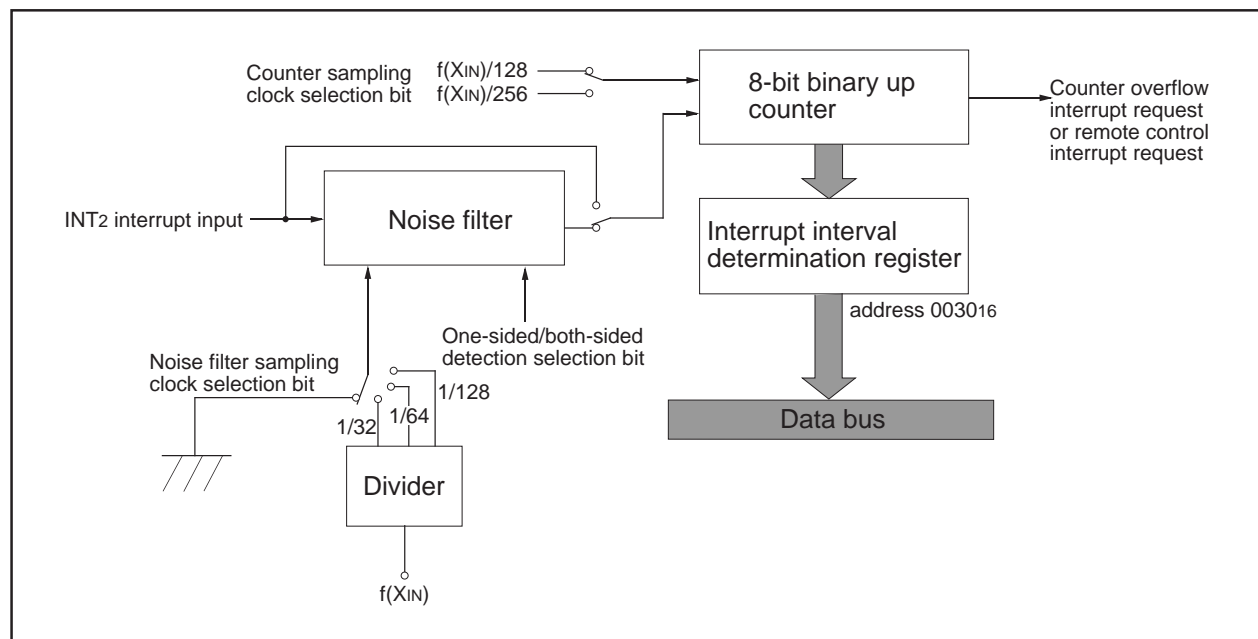 Counter sampling
clock selection bit
f(XIN)/128
f(XIN)/256
8-bit binary up
counter
Counter overflow
interrupt request
or remote control
interrupt request
INT2 interrupt input
Noise filter
Interrupt interval
determination register
address 003016
One-sided/both-sided
detection selection bit
Noise filter sampling
clock selection bit
1/32
1/64
1/128
Data bus
Divider
f(XIN)